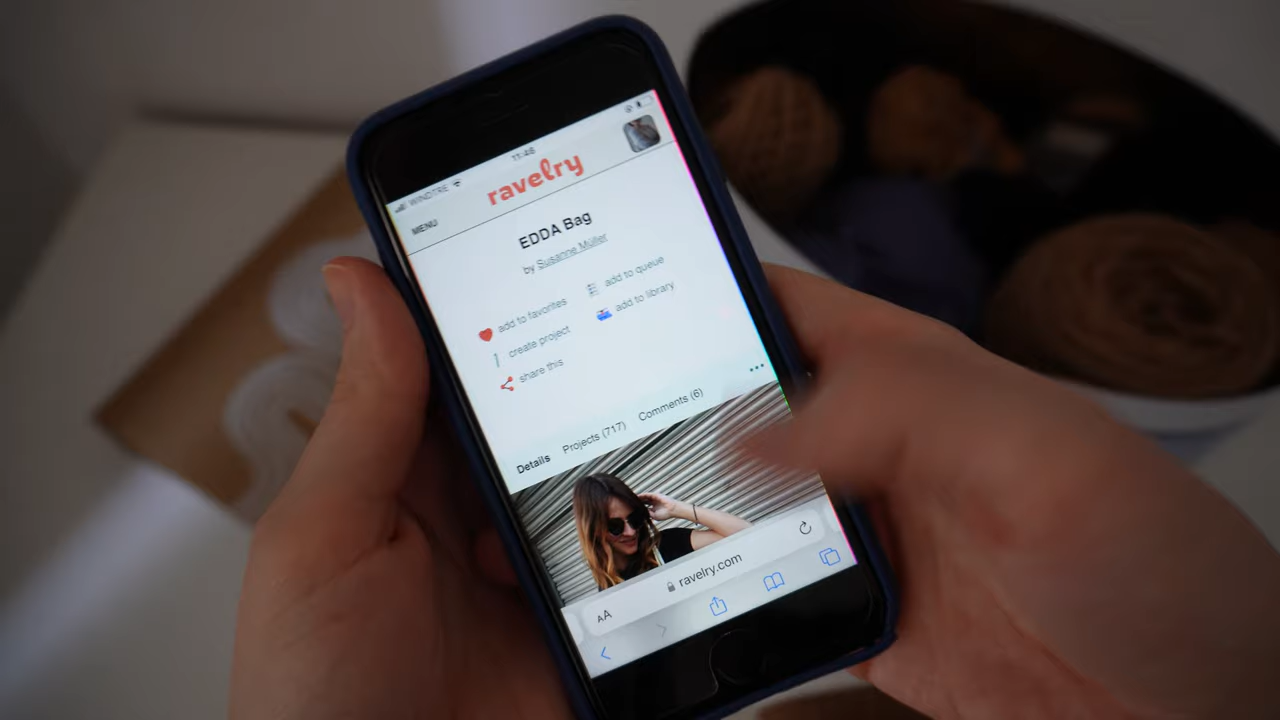 WINDTRE
11:48
MENU
ravelry
EDDA Bag
by Susanne Müller
add to favorites
add to queue
create project
add to library
share this
Details Projects (717) Comments (6)
AA
ravelry.com